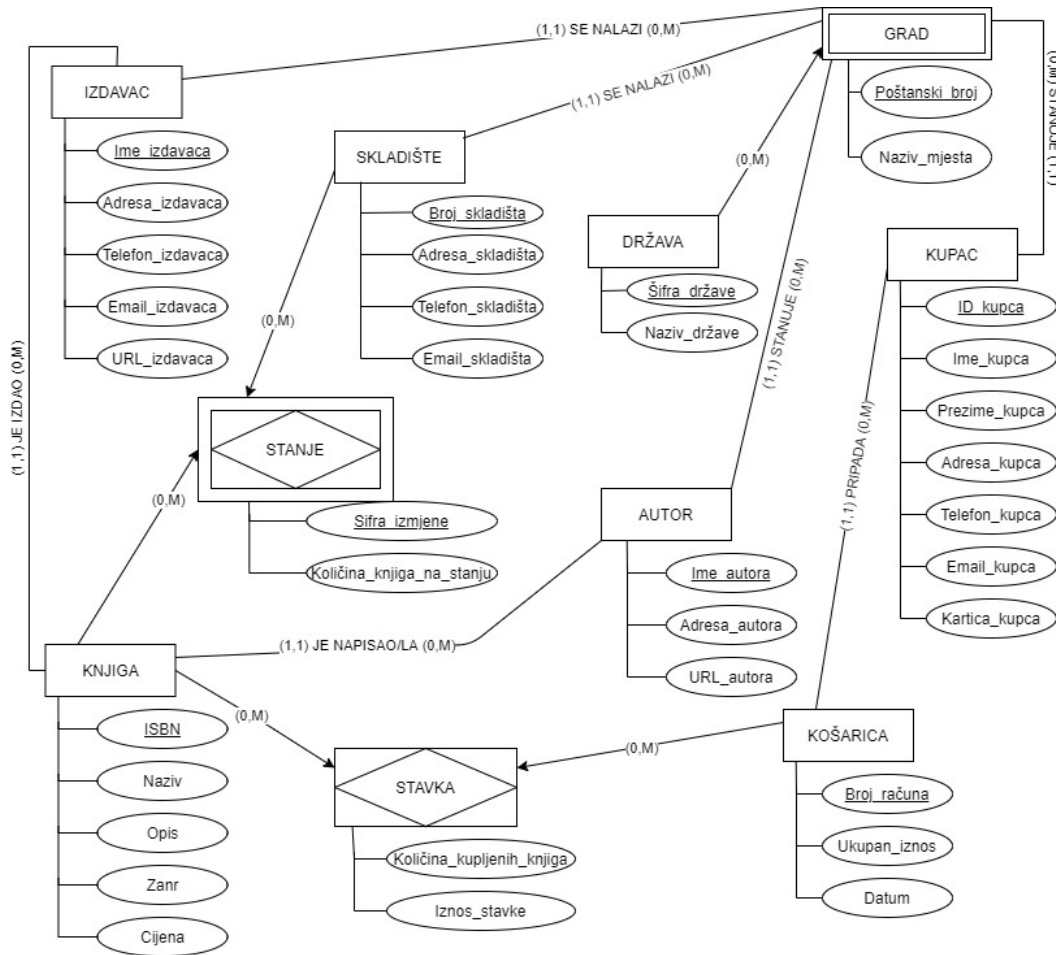 (1,1) SE NALAZI (0,M)
GRAD
Poštanski_broj
Naziv_mjesta
(0,M) STANUJE (1,1)
IZDAVAC
Ime_izdavaca
Adresa_izdavaca
Telefon_izdavaca
Email_izdavaca
URL_izdavaca
(1,1) SE NALAZI (0,M)
SKLADIŠTE
Broj_skladišta
Adresa_skladišta
Telefon_skladišta
Email_skladišta
(0,M)
DRŽAVA
Šifra_države
Naziv_države
(1,1) STANUJE (0,M)
KUPAC
ID_kupca
Ime_kupca
Prezime_kupca
Adresa_kupca
Telefon_kupca
Email_kupca
Kartica_kupca
(1,1) JE IZDAO (0,M)
(0,M)
STANJE
Sifra_izmjene
Količina_knjiga_na_stanju
(0,M)
AUTOR
Ime_autora
Adresa_autora
URL_autora
(1,1) PRIPADA (0,M)
(1,1) JE NAPISAO/LA (0,M)
KNJIGA
ISBN
Naziv
Opis
Zanr
Cijena
(0,M)
STAVKA
Količina_kupljenih_knjiga
Iznos_stavke
(0,M)
KOŠARICA
Broj_računa
Ukupan_iznos
Datum